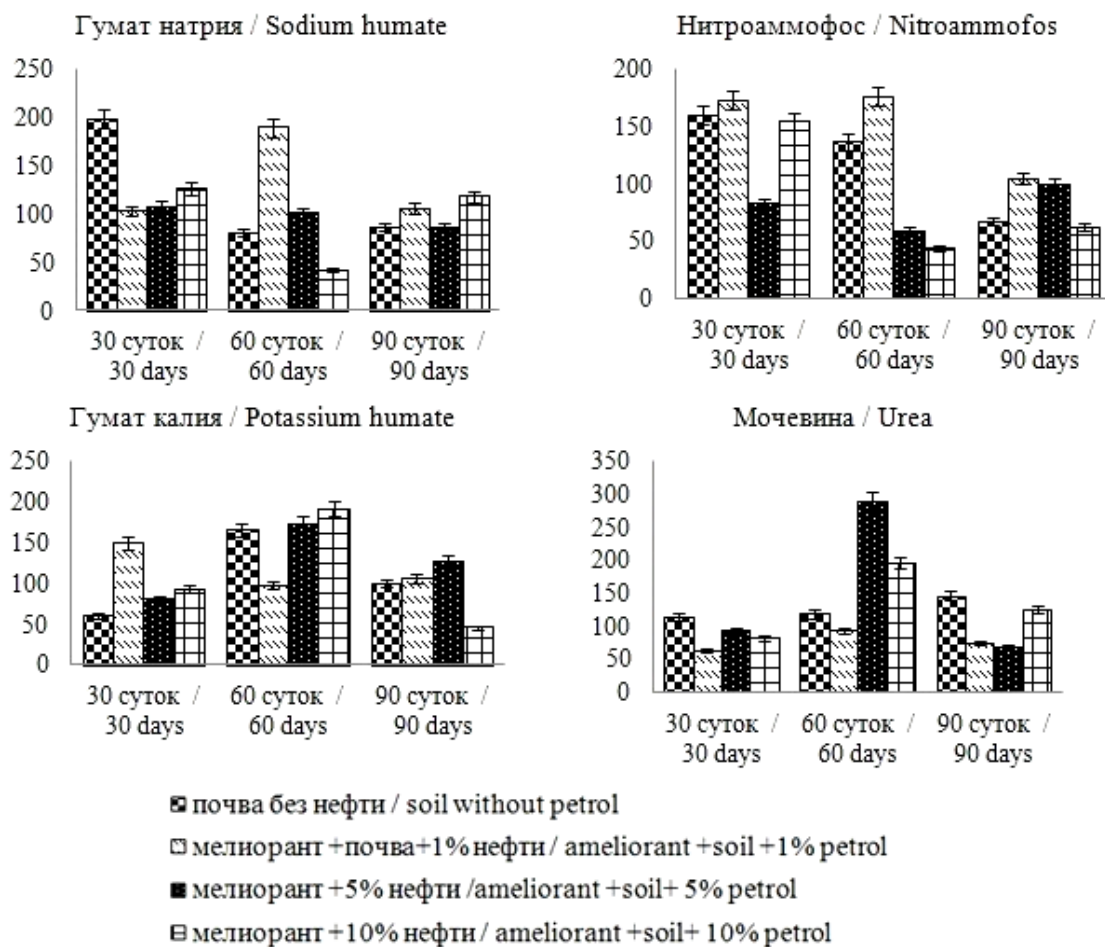 Гумат натрия / Sodium humate
250
200
150
100
50
0
30 суток /
30 days
60 суток /
60 days
90 суток /
90 days
Нитроаммофос / Nitroammofos
200
150
100
50
0
30 суток /
30 days
60 суток /
60 days
90 суток /
90 days
Гумат калия / Potassium humate
250
200
150
100
50
0
30 суток /
30 days
60 суток /
60 days
90 суток /
90 days
Мочевина / Urea
350
300
250
200
150
100
50
0
30 суток /
30 days
60 суток /
60 days
90 суток /
90 days
почва без нефти / soil without petrol
мелиорант +почва+1% нефти / ameliorant +soil +1% petrol
мелиорант +5% нефти /ameliorant +soil+ 5% petrol
мелиорант +10% нефти / ameliorant +soil+ 10% petrol